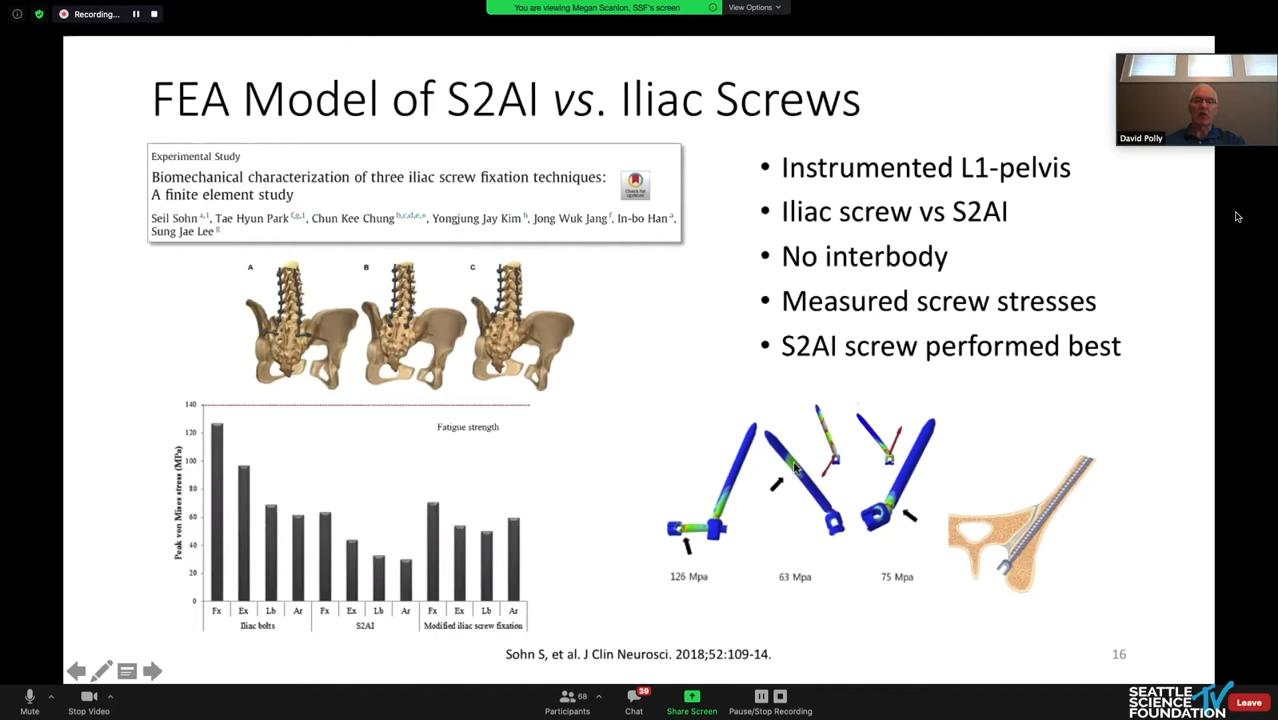 Recording...
You are viewing Megan Scanlon, SSF's screen
View Options
FEA Model of S2AI vs. Iliac Screws
David Polly
Experimental Study
Biomechanical characterization of three iliac screw fixation techniques:
A finite element study
Check for updates
Seil Sohn a,1, Tae Hyun Park f,g,1, Chun Kee Chung b,c,d,e,*, Yongjung Jay Kim h, Jong Wuk Jang f, In-bo Han a,
Sung Jae Lee g
• Instrumented L1-pelvis
• Iliac screw vs S2AI
• No interbody
• Measured screw stresses
• S2AI screw performed best
A B C
Peak von Mises stress (MPa)
140
120
100
80
60
40
20
0
Fatigue strength
Fx Ex Lb Ar Fx Ex Lb Ar Fx Ex Lb Ar
Iliac bolts S2AI Modified iliac screw fixation
126 Mpa 63 Mpa 75 Mpa
Sohn S, et al. J Clin Neurosci. 2018;52:109-14.
16
Mute
Stop Video
68
Participants
39
Chat
Share Screen
Pause/Stop Recording
SEATTLE
SCIENCE
FOUNDATION
TV
Leave